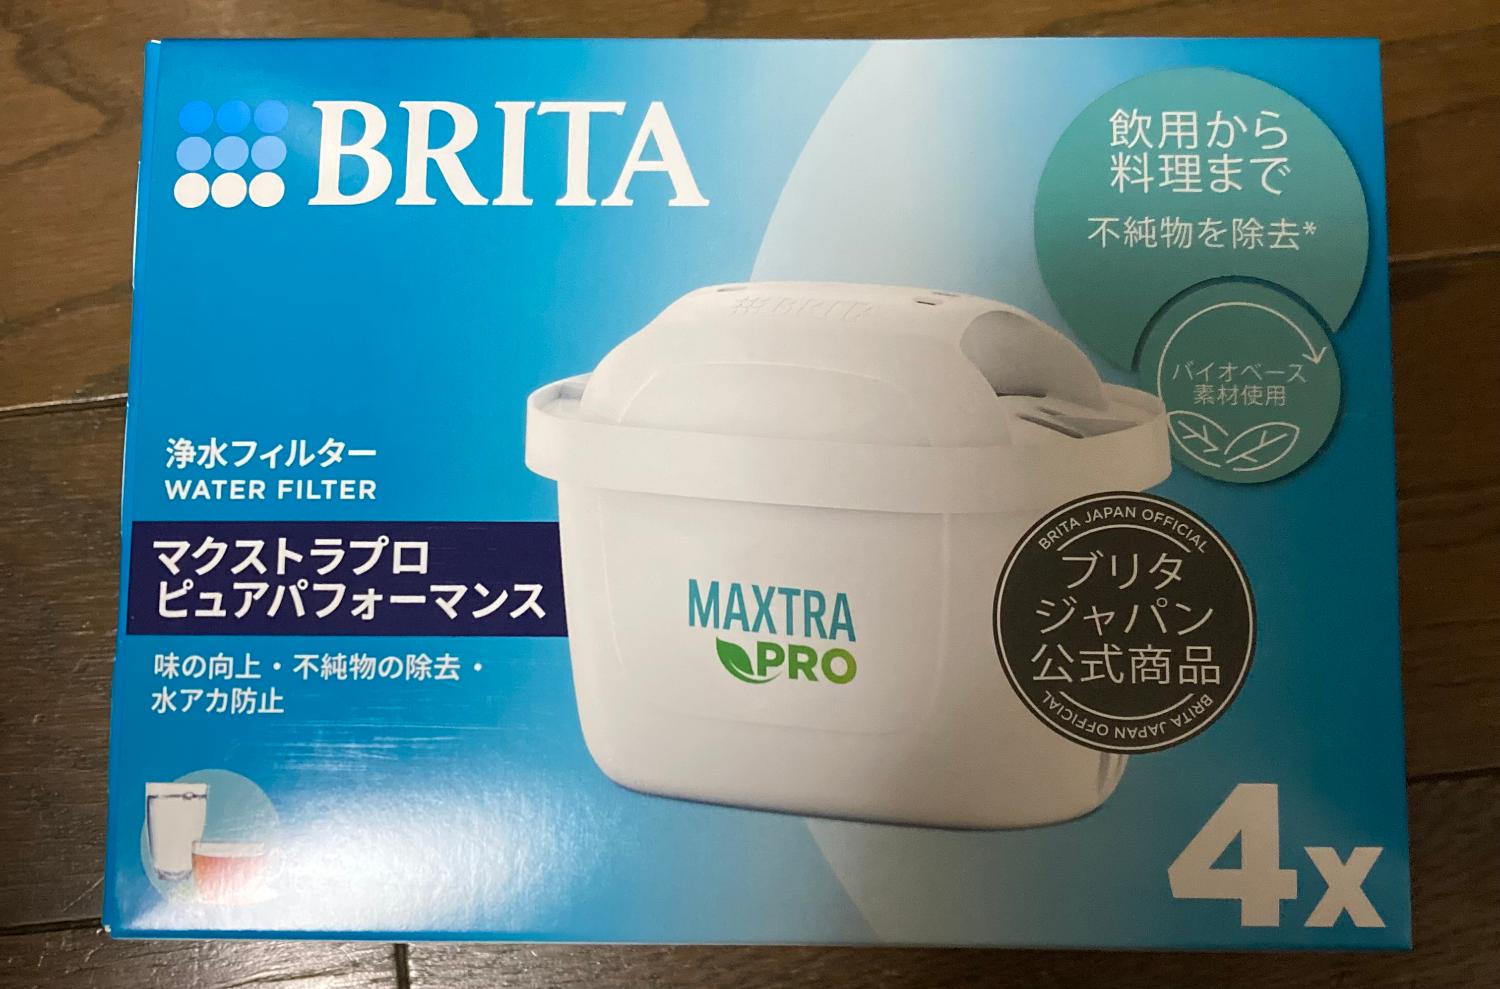 BRITA
飲用から
料理まで
不純物を除去*
BRITA
バイオベース
素材使用
浄水フィルター
WATER FILTER
マクストラプロ
ピュアパフォーマンス
味の向上・不純物の除去・
水アカ防止
MAXTRA
PRO
BRITA JAPAN OFFICIAL
ブリタ
ジャパン
公式商品
BRITA JAPAN OFFICIAL
4x